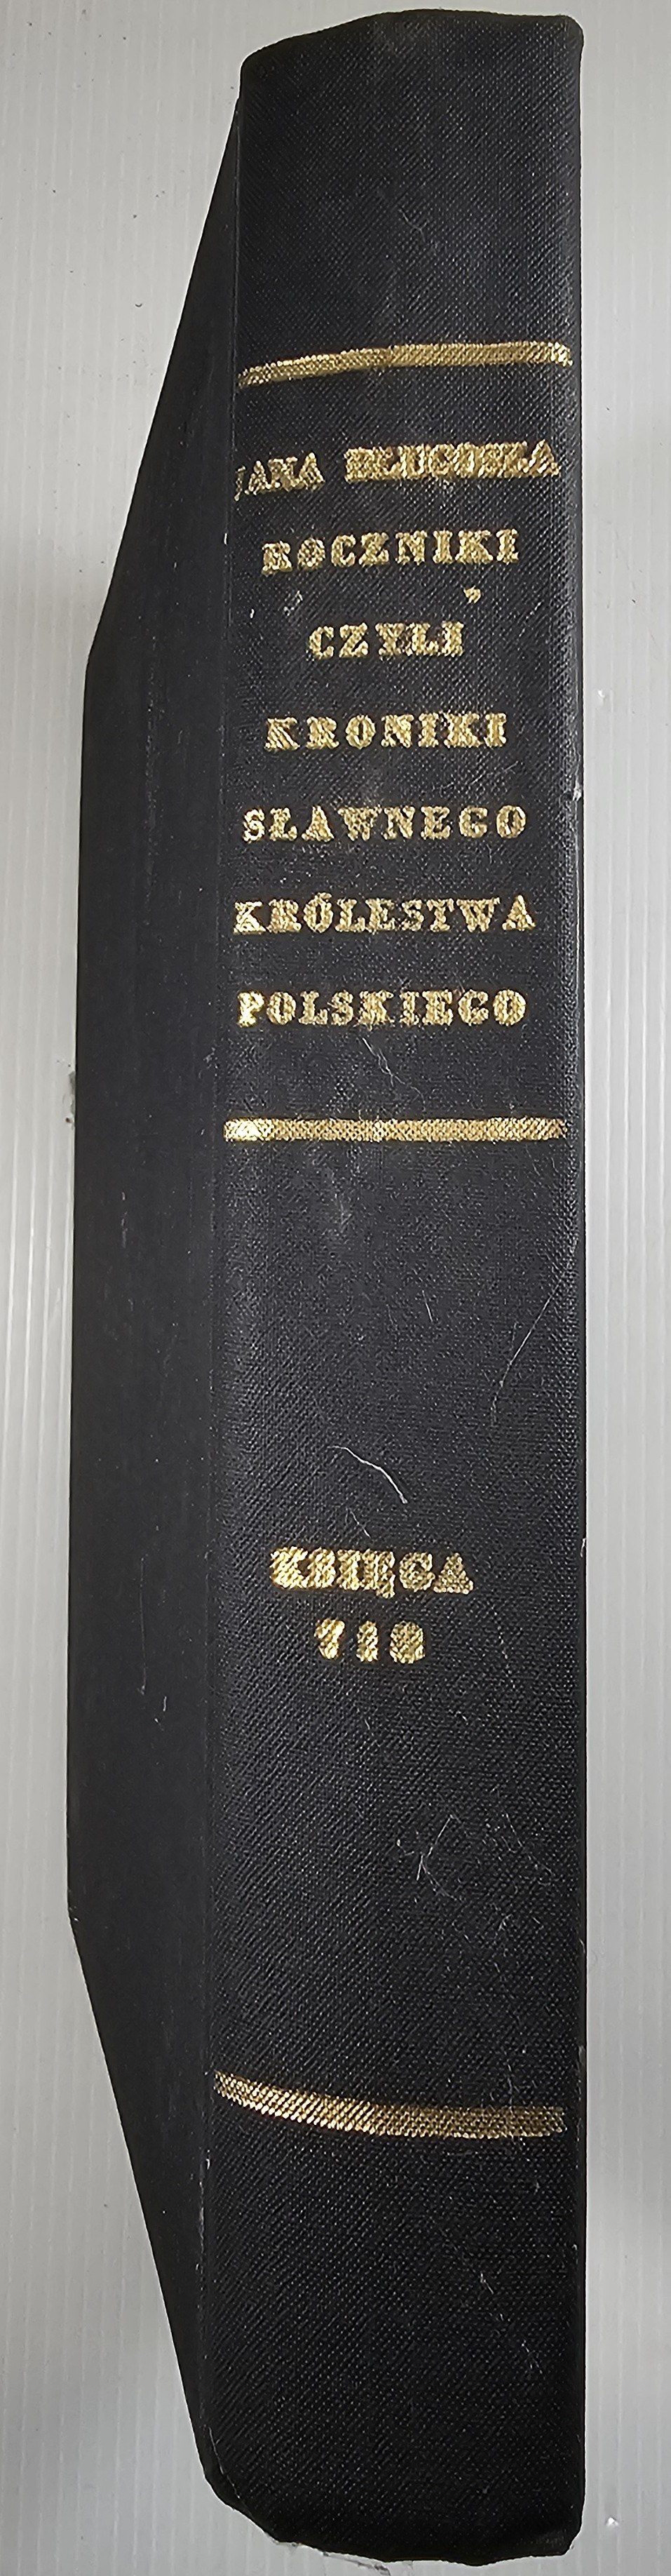 JANA DŁUGOSZA
ROCZNIKI
CZYLI
KRONIKI
SŁAWNEGO
KRÓLESTWA
POLSKIEGO
KSIĘGA
7 i 8